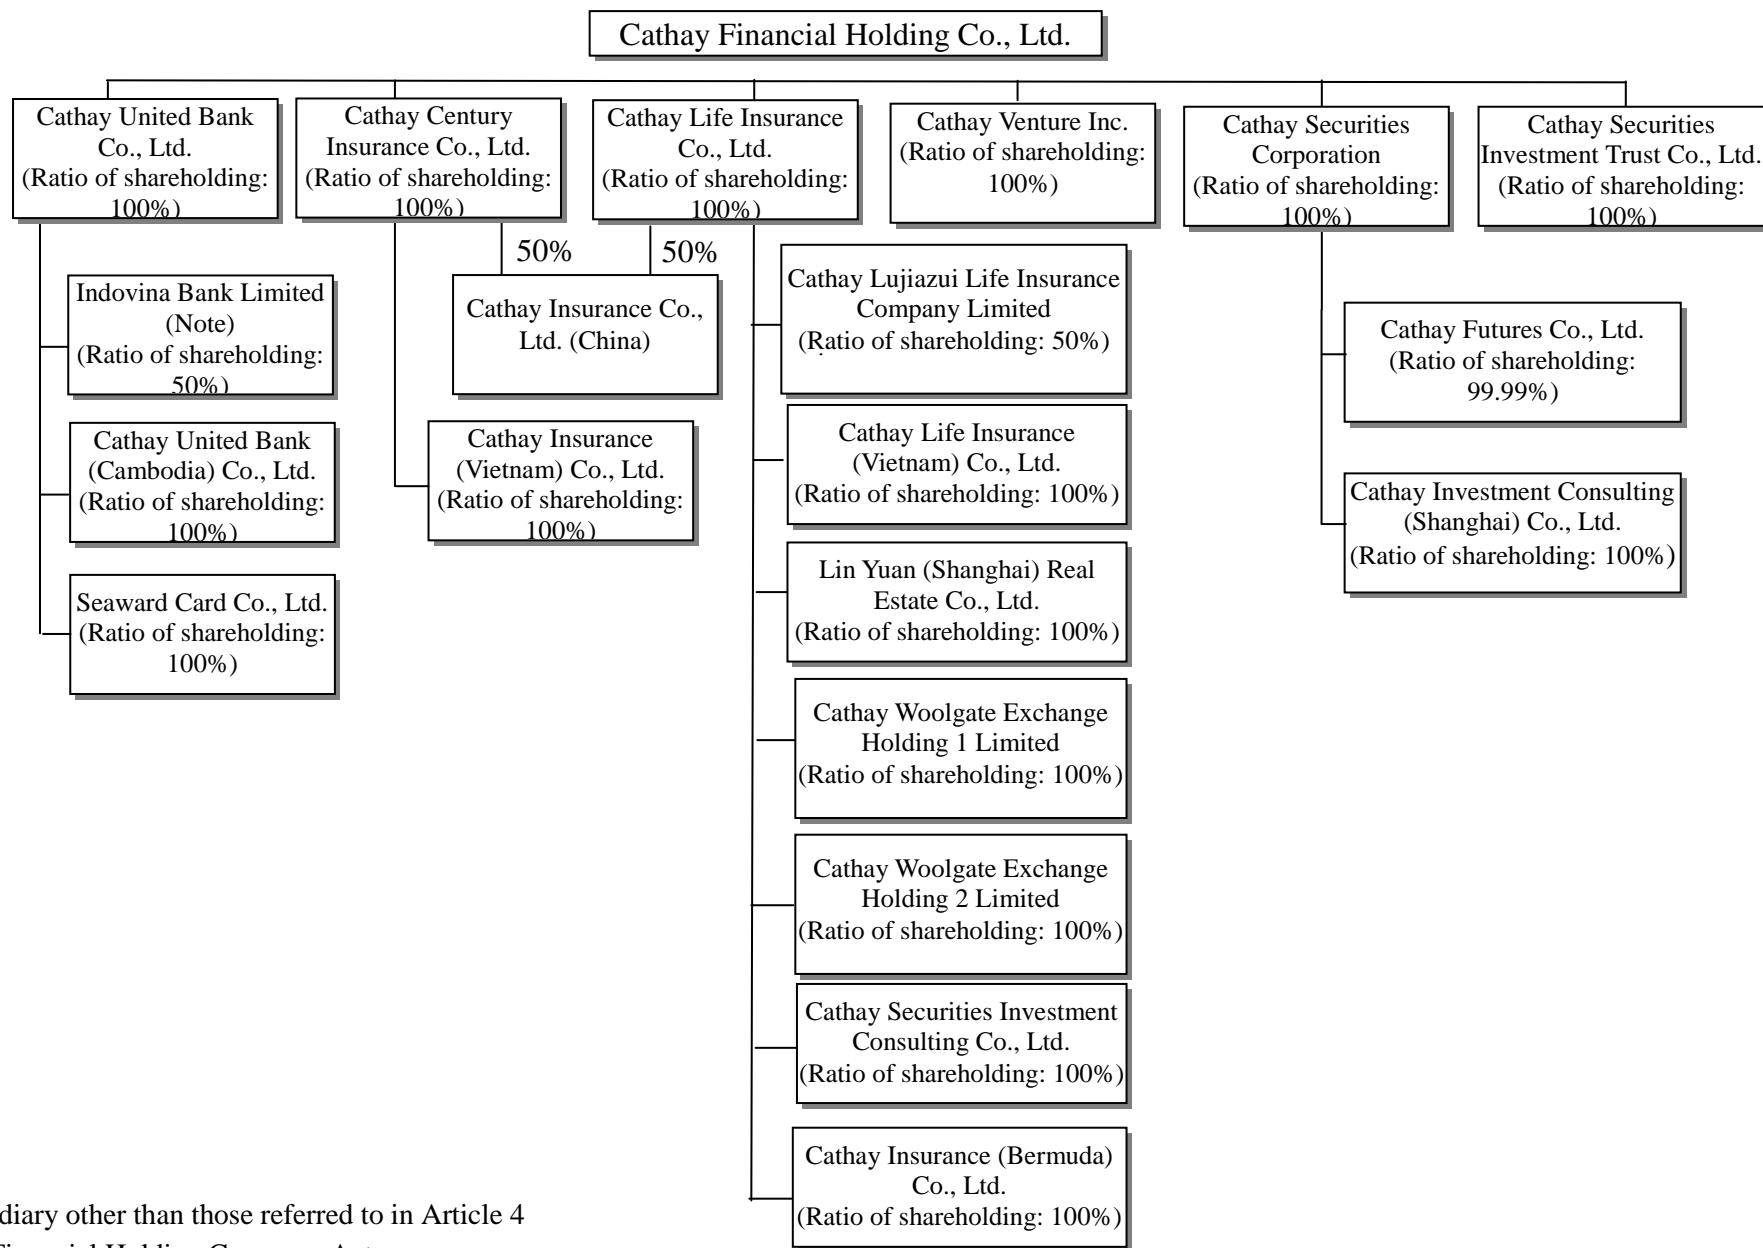 Cathay Financial Holding Co., Ltd.
Cathay United Bank
Co., Ltd.
(Ratio of shareholding:
100%)
Cathay Century
Insurance Co., Ltd.
(Ratio of shareholding:
100%)
Cathay Life Insurance
Co., Ltd.
(Ratio of shareholding:
100%)
Cathay Venture Inc.
(Ratio of shareholding:
100%)
Cathay Securities
Corporation
(Ratio of shareholding:
100%)
Cathay Securities
Investment Trust Co., Ltd.
(Ratio of shareholding:
100%)
Indovina Bank Limited
(Note)
(Ratio of shareholding:
50%)
Cathay United Bank
(Cambodia) Co., Ltd.
(Ratio of shareholding:
100%)
Seaward Card Co., Ltd.
(Ratio of shareholding:
100%)
50%
50%
Cathay Insurance Co.,
Ltd. (China)
Cathay Insurance
(Vietnam) Co., Ltd.
(Ratio of shareholding:
100%)
Cathay Lujiazui Life Insurance
Company Limited
(Ratio of shareholding: 50%)
Cathay Life Insurance
(Vietnam) Co., Ltd.
(Ratio of shareholding: 100%)
Lin Yuan (Shanghai) Real
Estate Co., Ltd.
(Ratio of shareholding: 100%)
Cathay Woolgate Exchange
Holding 1 Limited
(Ratio of shareholding: 100%)
Cathay Woolgate Exchange
Holding 2 Limited
(Ratio of shareholding: 100%)
Cathay Securities Investment
Consulting Co., Ltd.
(Ratio of shareholding: 100%)
Cathay Insurance (Bermuda)
Co., Ltd.
(Ratio of shareholding: 100%)
Cathay Futures Co., Ltd.
(Ratio of shareholding:
99.99%)
Cathay Investment Consulting
(Shanghai) Co., Ltd.
(Ratio of shareholding: 100%)
diary other than those referred to in Article 4